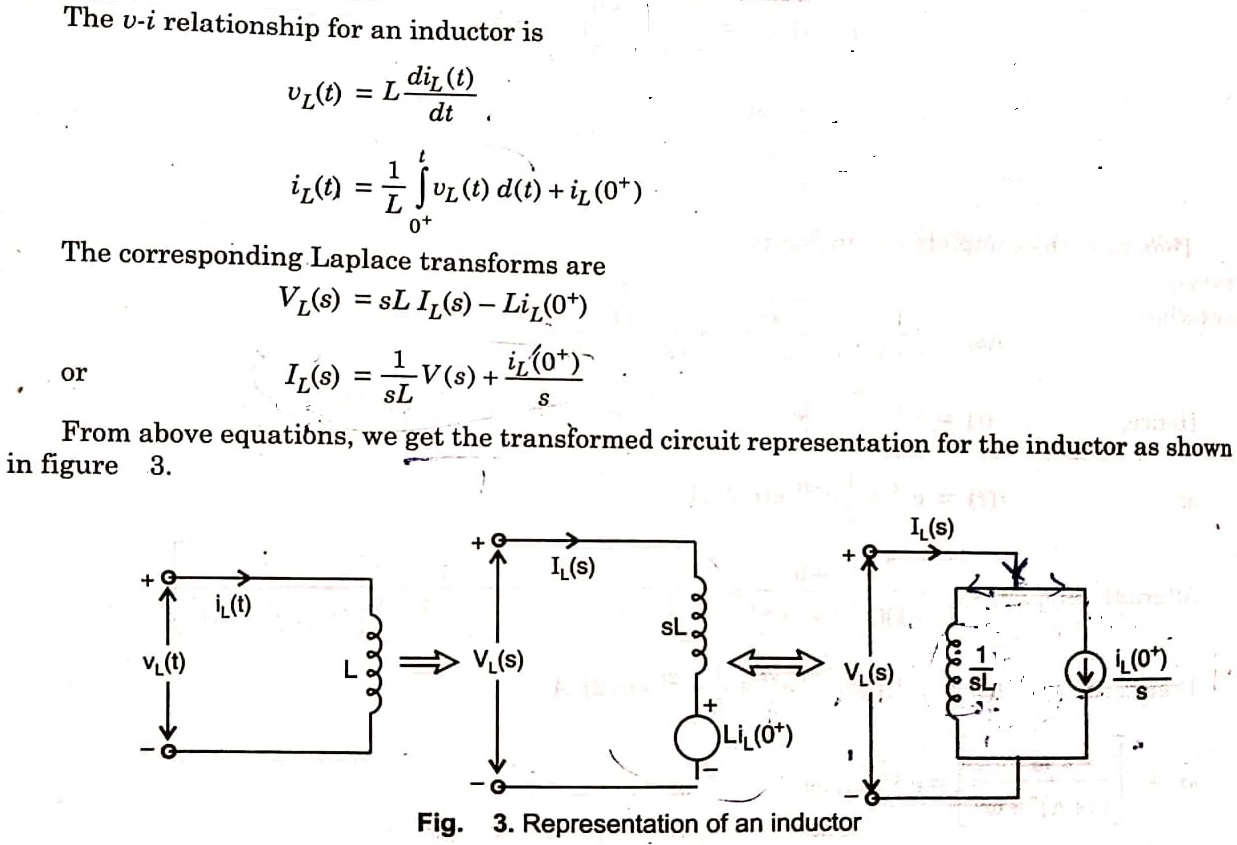 The v-i relationship for an inductor is
v_L(t) = L di_L(t)/dt
i_L(t) = 1/L ∫_{0+}^{t} v_L(t) d(t) + i_L(0⁺)
The corresponding Laplace transforms are
V_L(s) = sL I_L(s) – Li_L(0⁺)
or I_L(s) = 1/sL V(s) + i_L(0⁺)/s
From above equations, we get the transformed circuit representation for the inductor as shown
in figure 3.
+ i_L(t) v_L(t) L –
+ I_L(s) V_L(s) sL + Li_L(0⁺) – –
+ I_L(s) V_L(s) 1/sL i_L(0⁺)/s –
Fig. 3. Representation of an inductor